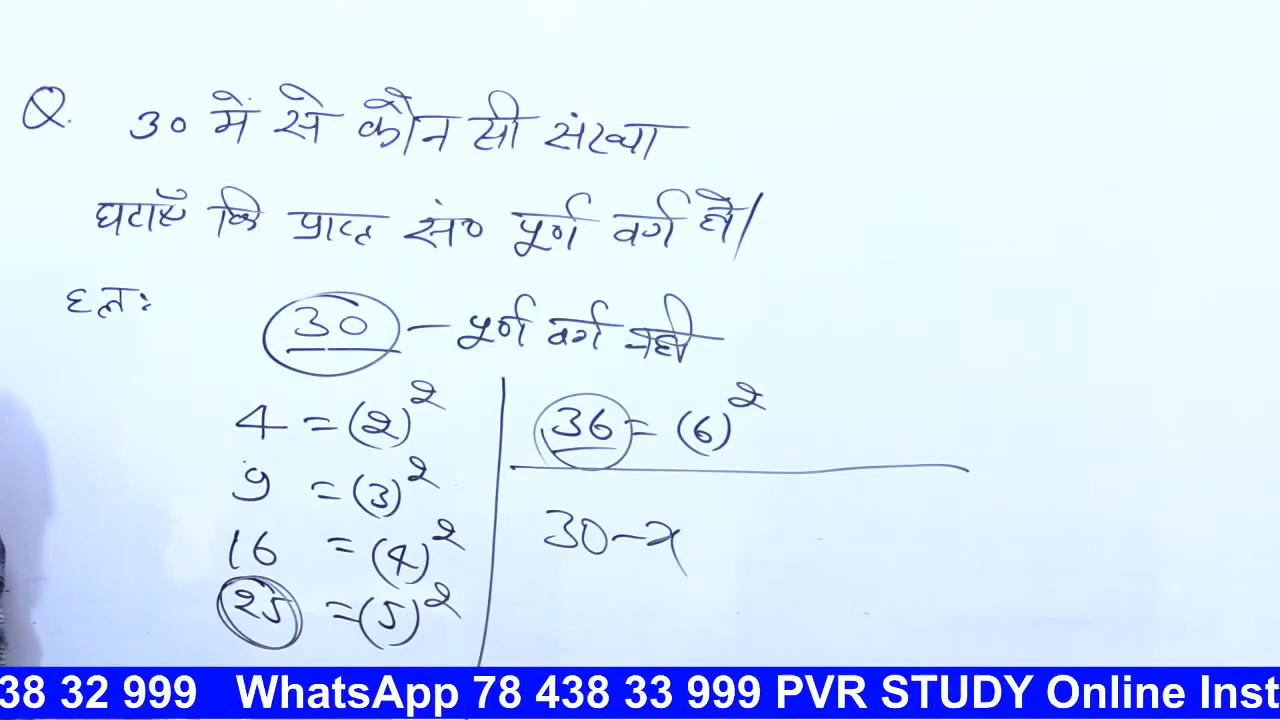 Q. 30 में से कौन सी संख्या
घटाएँ कि प्राप्त सं० पूर्ण वर्ग हो।
हल:
30 - पूर्ण वर्ग नही
4 = (2)²
9 = (3)²
16 = (4)²
25 = (5)²
36 = (6)²
30-x
38 32 999 WhatsApp 78 438 33 999 PVR STUDY Online Inst